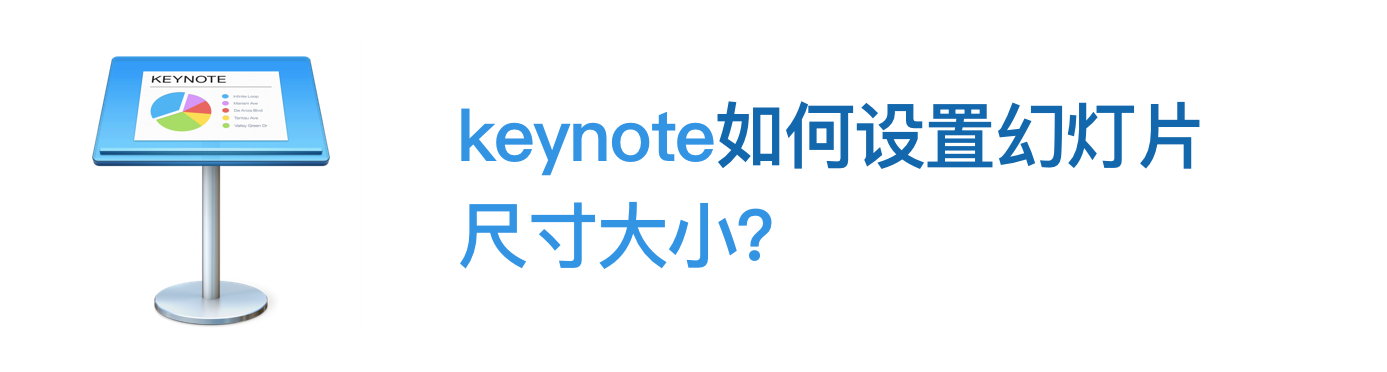 KEYNOTE
Infinite Loop
Mariani Ave
De Anza Blvd
Tantau Ave
Valley Green Dr
keynote如何设置幻灯片
尺寸大小?